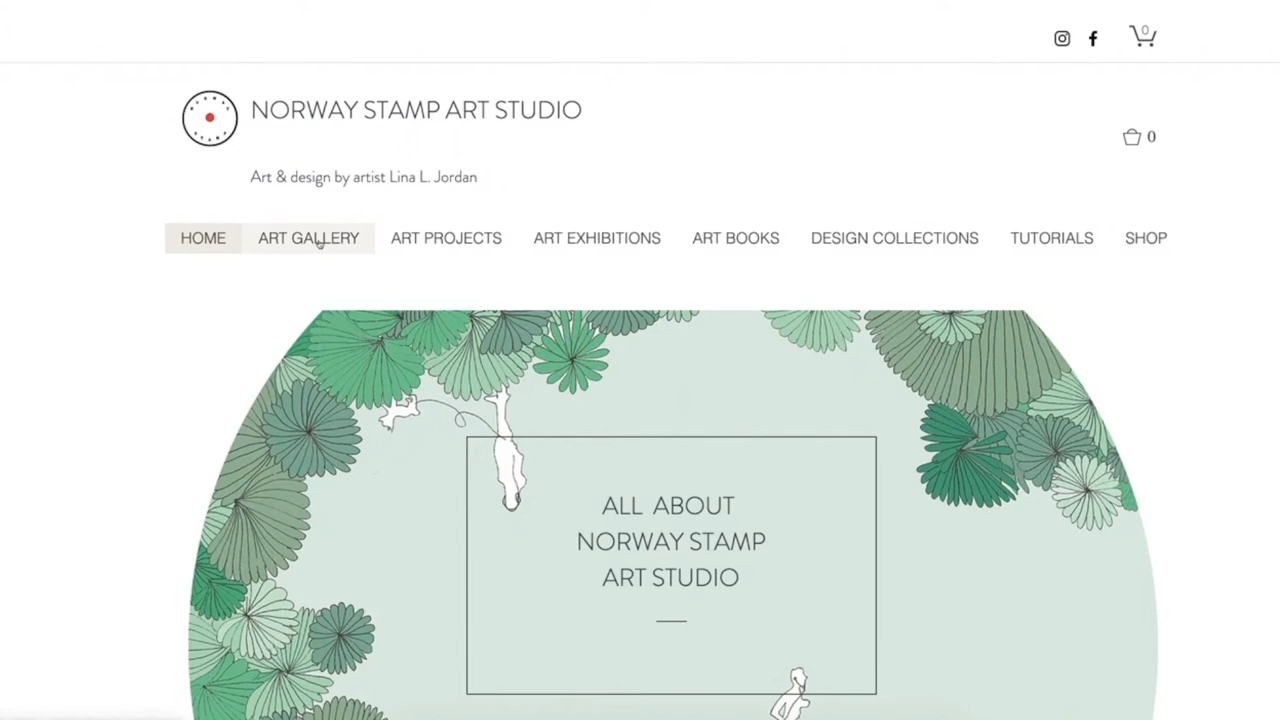 0
NORWAY STAMP ART STUDIO
0
Art & design by artist Lina L. Jordan
HOME ART GALLERY ART PROJECTS ART EXHIBITIONS ART BOOKS DESIGN COLLECTIONS TUTORIALS SHOP
ALL ABOUT
NORWAY STAMP
ART STUDIO